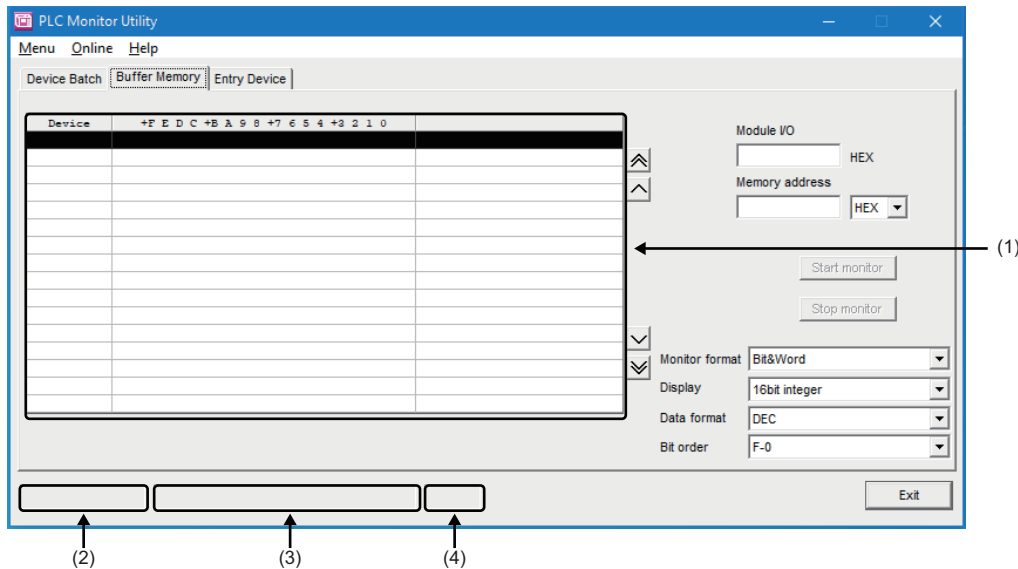 PLC Monitor Utility
Menu Online Help
Device Batch Buffer Memory Entry Device
Device +F E D C +B A 9 8 +7 6 5 4 +3 2 1 0
Module I/O
HEX
Memory address
HEX
(1)
Start monitor
Stop monitor
Monitor format Bit&Word
Display 16bit integer
Data format DEC
Bit order F-0
Exit
(2) (3) (4)